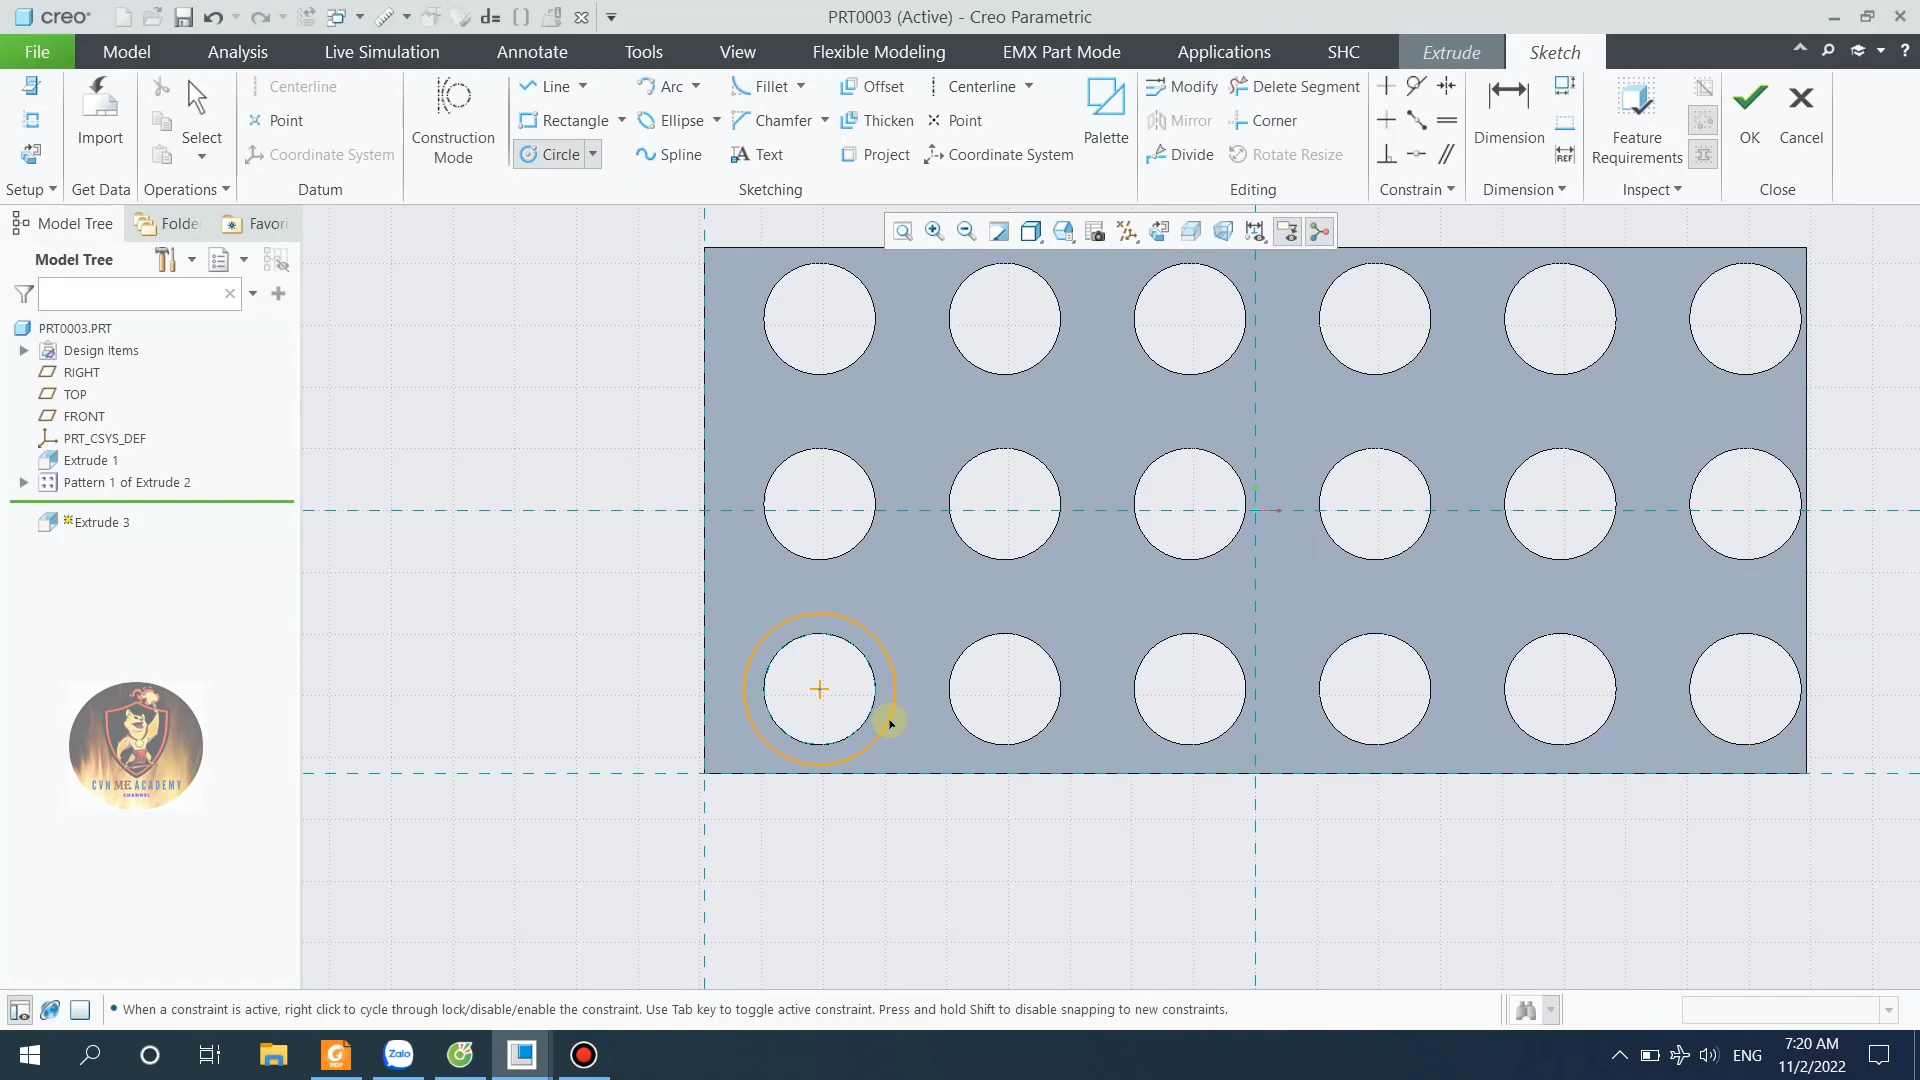 creo
PRT0003 (Active) - Creo Parametric
File
Model
Analysis
Live Simulation
Annotate
Tools
View
Flexible Modeling
EMX Part Mode
Applications
SHC
Extrude
Sketch
Centerline
Line
Arc
Fillet
Offset
Centerline
Modify
Delete Segment
Point
Rectangle
Ellipse
Chamfer
Thicken
Point
Mirror
Corner
Import
Select
Coordinate System
Construction
Mode
Circle
Spline
Text
Project
Coordinate System
Palette
Divide
Rotate Resize
Dimension
REF
Feature
Requirements
OK
Cancel
Setup
Get Data
Operations
Datum
Sketching
Editing
Constrain
Dimension
Inspect
Close
Model Tree
Folde
Favori
Model Tree
PRT0003.PRT
Design Items
RIGHT
TOP
FRONT
PRT_CSYS_DEF
Extrude 1
Pattern 1 of Extrude 2
Extrude 3
CVN ME ACADEMY
CHANNEL
When a constraint is active, right click to cycle through lock/disable/enable the constraint. Use Tab key to toggle active constraint. Press and hold Shift to disable snapping to new constraints.
PDF
Zalo
ENG
7:20 AM
11/2/2022